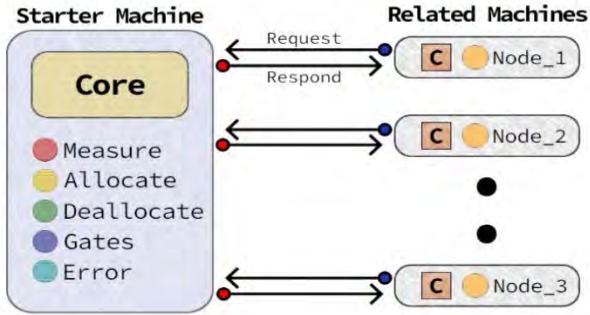 Starter Machine
Related Machines
Core
Measure
Allocate
Deallocate
Gates
Error
Request
Respond
C Node_1
C Node_2
C Node_3